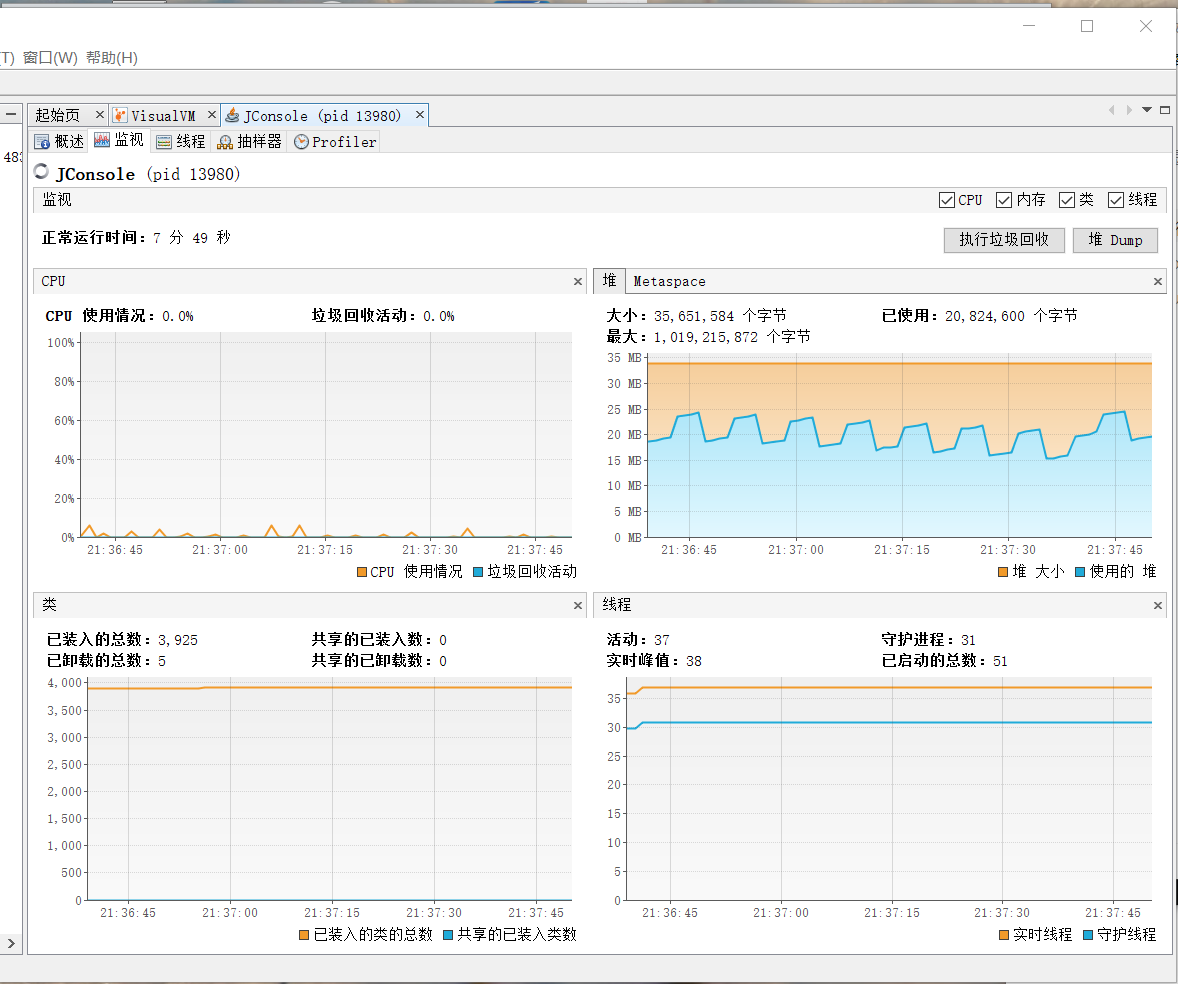 (T) 窗口(W) 帮助(H)
起始页 VisualVM JConsole (pid 13980)
概述 监视 线程 抽样器 Profiler
483
JConsole (pid 13980)
监视 CPU 内存 类 线程
正常运行时间：7 分 49 秒 执行垃圾回收 堆 Dump
CPU
CPU 使用情况：0.0% 垃圾回收活动：0.0%
100%
80%
60%
40%
20%
0%
21:36:45 21:37:00 21:37:15 21:37:30 21:37:45
CPU 使用情况 垃圾回收活动
堆 Metaspace
大小：35,651,584 个字节 已使用：20,824,600 个字节
最大：1,019,215,872 个字节
35 MB
30 MB
25 MB
20 MB
15 MB
10 MB
5 MB
0 MB
21:36:45 21:37:00 21:37:15 21:37:30 21:37:45
堆 大小 使用的 堆
类
已装入的总数：3,925 共享的已装入数：0
已卸载的总数：5 共享的已卸载数：0
4,000
3,500
3,000
2,500
2,000
1,500
1,000
500
0
21:36:45 21:37:00 21:37:15 21:37:30 21:37:45
已装入的类的总数 共享的已装入类数
线程
活动：37 守护进程：31
实时峰值：38 已启动的总数：51
35
30
25
20
15
10
5
0
21:36:45 21:37:00 21:37:15 21:37:30 21:37:45
实时线程 守护线程